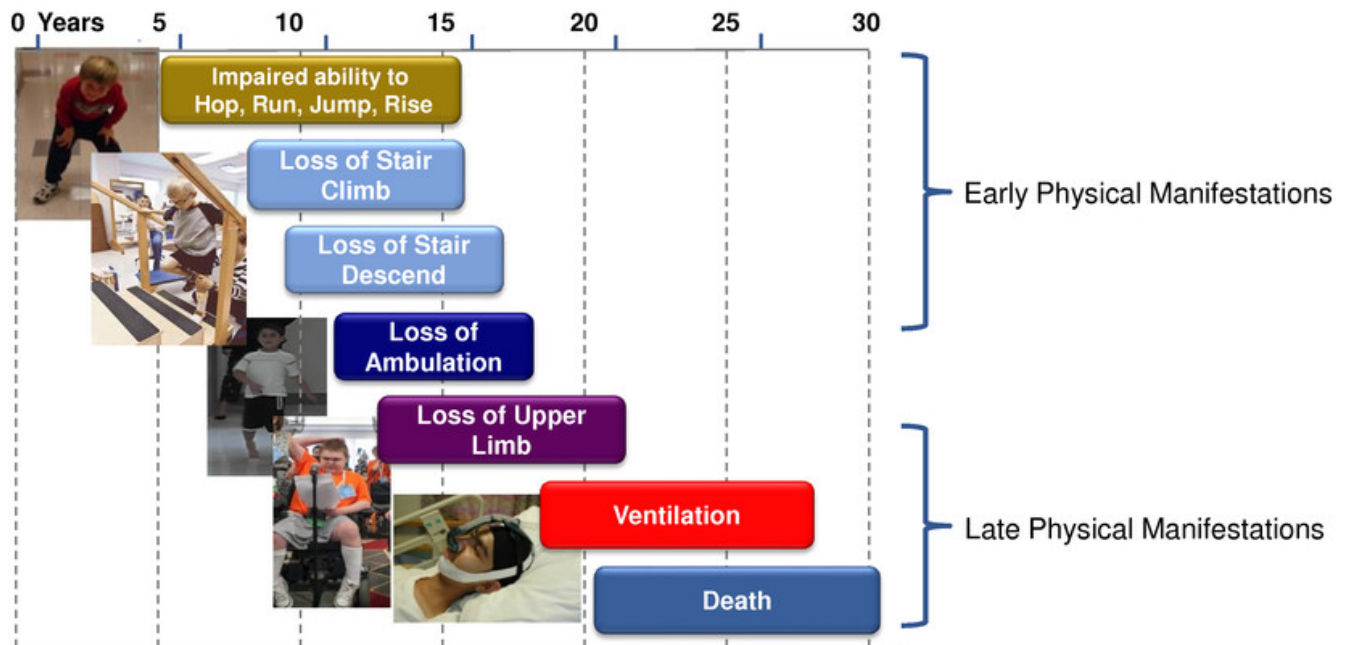 0 Years 5 10 15 20 25 30
Impaired ability to
Hop, Run, Jump, Rise
Loss of Stair
Climb
Early Physical Manifestations
Loss of Stair
Descend
Loss of
Ambulation
Loss of Upper
Limb
Ventilation
Late Physical Manifestations
Death